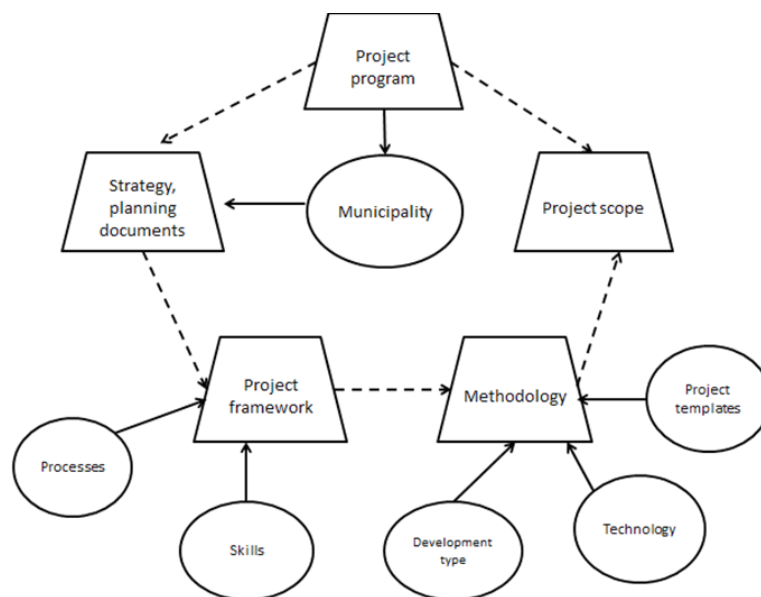 Project
program
Strategy,
planning
documents
Municipality
Project scope
Project
framework
Methodology
Project
templates
Processes
Skills
Development
type
Technology